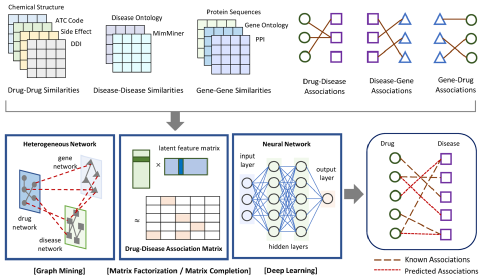 Chemical Structure
ATC Code
Side Effect
DDI
Drug-Drug Similarities
Disease Ontology
MimMiner
Disease-Disease Similarities
Protein Sequences
Gene Ontology
PPI
Gene-Gene Similarities
Drug-Disease
Associations
Disease-Gene
Associations
Gene-Drug
Associations
Heterogeneous Network
gene
network
drug
network
disease
network
[Graph Mining]
latent feature matrix
×
≈
Drug-Disease Association Matrix
[Matrix Factorization / Matrix Completion]
Neural Network
input
layer
output
layer
hidden layers
[Deep Learning]
Drug
Disease
Known Associations
Predicted Associations